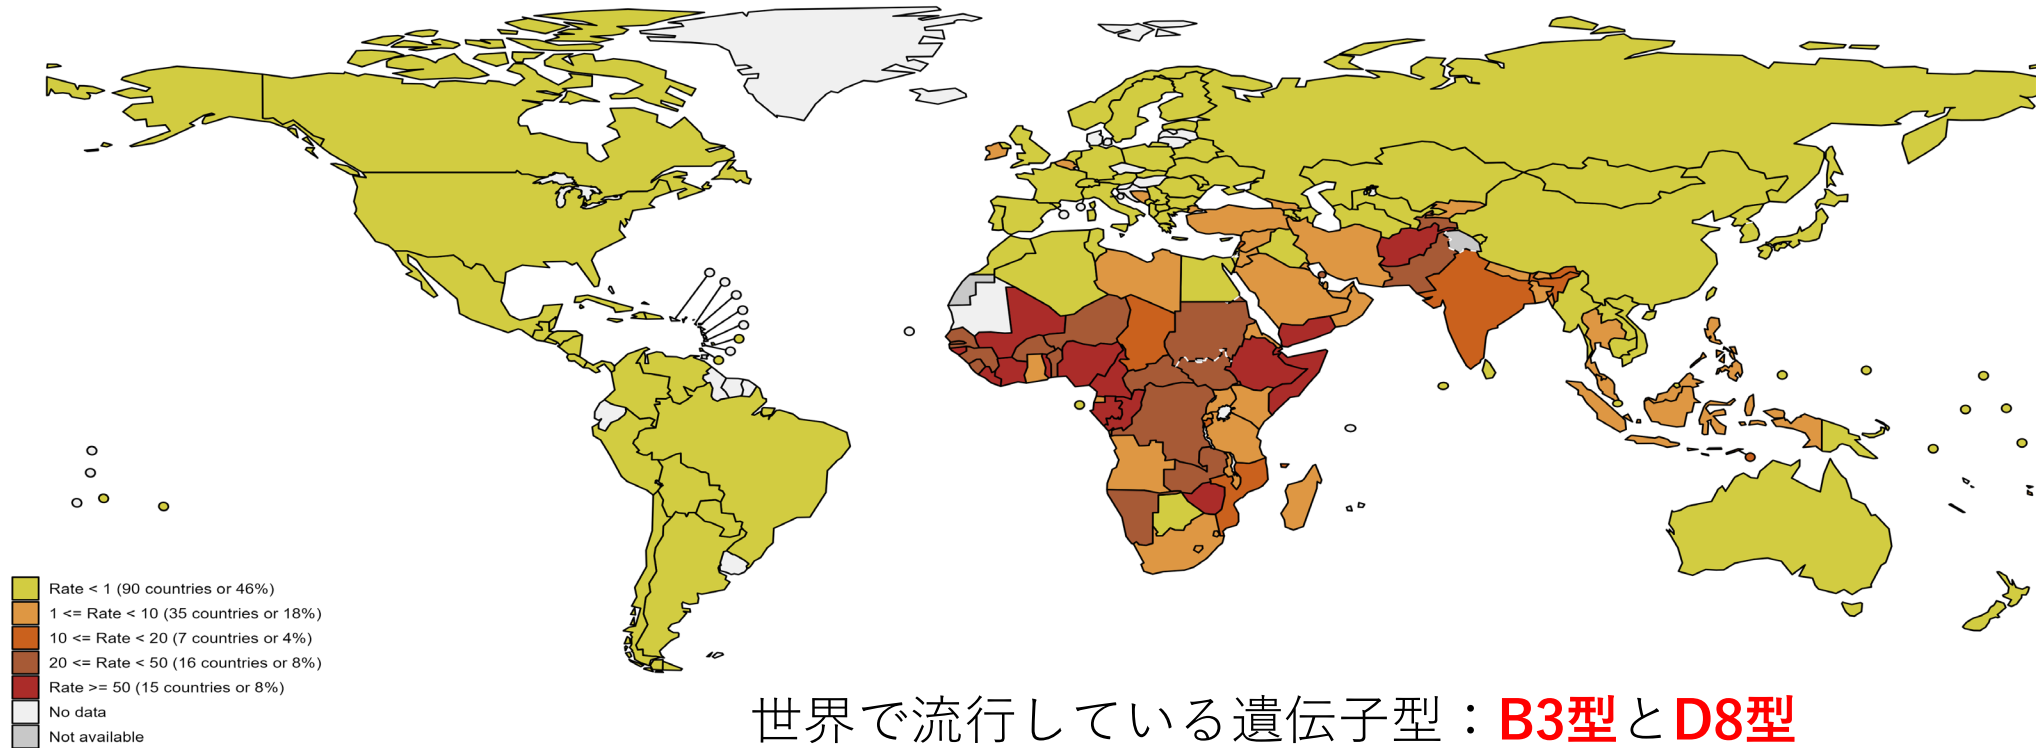 Rate < 1 (90 countries or 46%)
1 <= Rate < 10 (35 countries or 18%)
10 <= Rate < 20 (7 countries or 4%)
20 <= Rate < 50 (16 countries or 8%)
Rate >= 50 (15 countries or 8%)
No data
Not available
世界で流行している遺伝子型：B3型とD8型